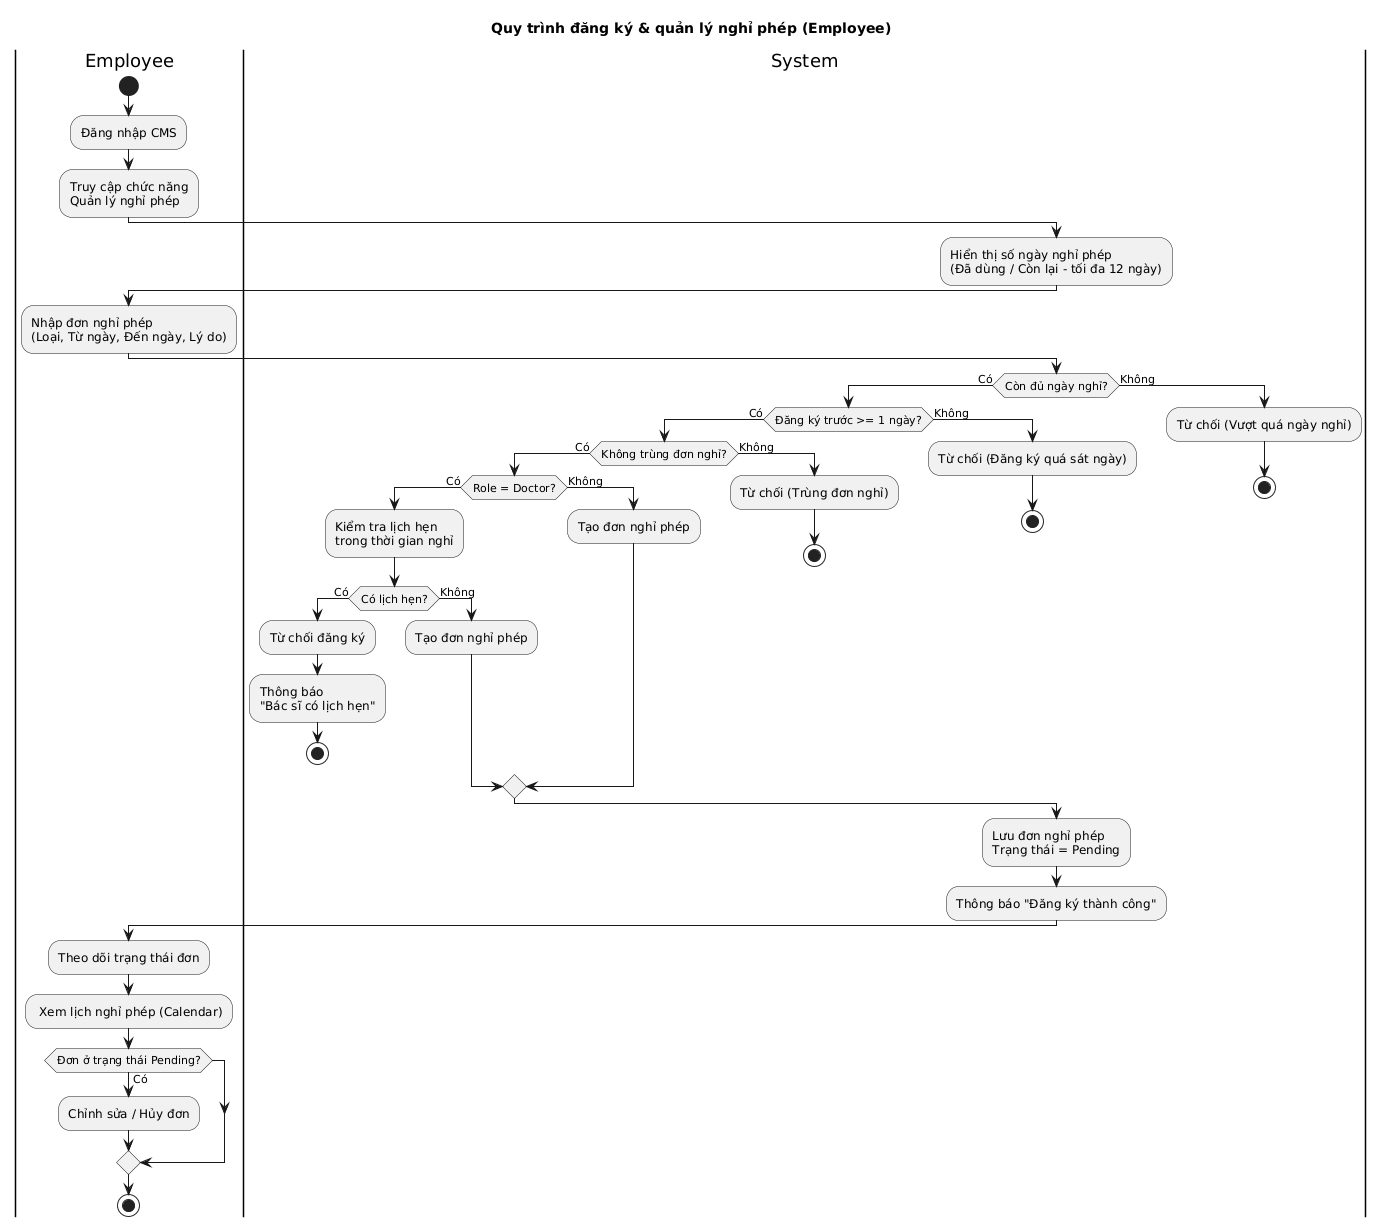 Quy trình đăng ký & quản lý nghỉ phép (Employee)
Employee
System
Đăng nhập CMS
Truy cập chức năng
Quản lý nghỉ phép
Hiển thị số ngày nghỉ phép
(Đã dùng / Còn lại - tối đa 12 ngày)
Nhập đơn nghỉ phép
(Loại, Từ ngày, Đến ngày, Lý do)
Có
Còn đủ ngày nghỉ?
Không
Có
Đăng ký trước >= 1 ngày?
Không
Từ chối (Vượt quá ngày nghỉ)
Có
Không trùng đơn nghỉ?
Không
Từ chối (Đăng ký quá sát ngày)
Có
Role = Doctor?
Không
Từ chối (Trùng đơn nghỉ)
Kiểm tra lịch hẹn
trong thời gian nghỉ
Tạo đơn nghỉ phép
Có
Có lịch hẹn?
Không
Từ chối đăng ký
Tạo đơn nghỉ phép
Thông báo
"Bác sĩ có lịch hẹn"
Lưu đơn nghỉ phép
Trạng thái = Pending
Thông báo "Đăng ký thành công"
Theo dõi trạng thái đơn
Xem lịch nghỉ phép (Calendar)
Đơn ở trạng thái Pending?
Có
Chỉnh sửa / Hủy đơn